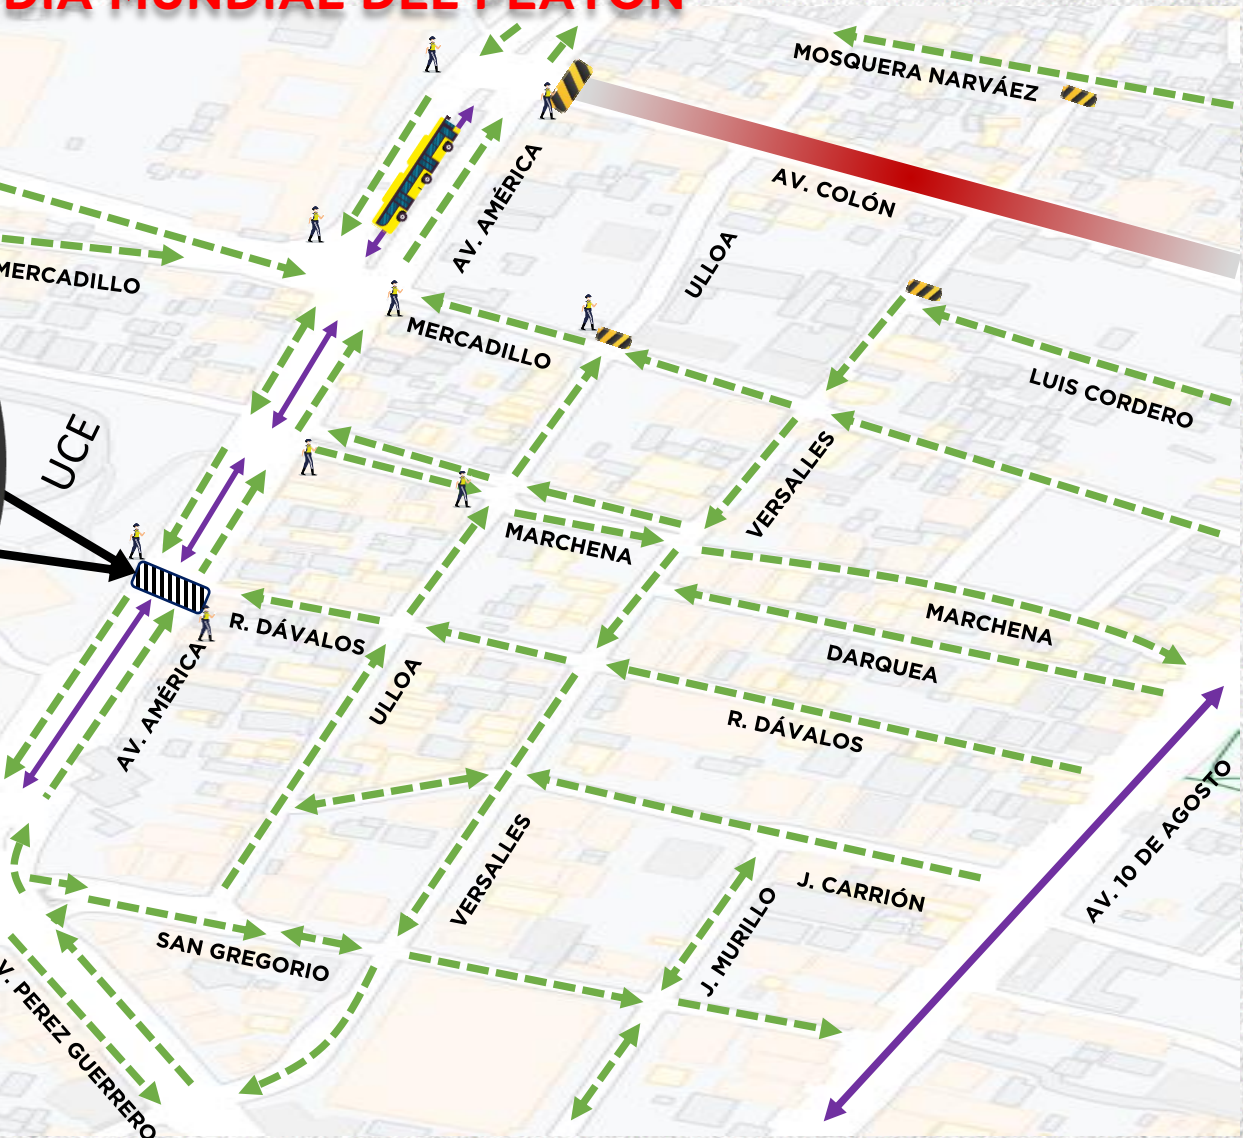 DÍA MUNDIAL DEL PEATÓN
MOSQUERA NARVÁEZ
AV. COLÓN
AV. AMÉRICA
ULLOA
MERCADILLO
MERCADILLO
LUIS CORDERO
UCE
VERSALLES
MARCHENA
MARCHENA
R. DÁVALOS
DARQUEA
ULLOA
AV. AMÉRICA
R. DÁVALOS
AV. 10 DE AGOSTO
VERSALLES
J. CARRIÓN
J. MURILLO
SAN GREGORIO
V. PEREZ GUERRERO